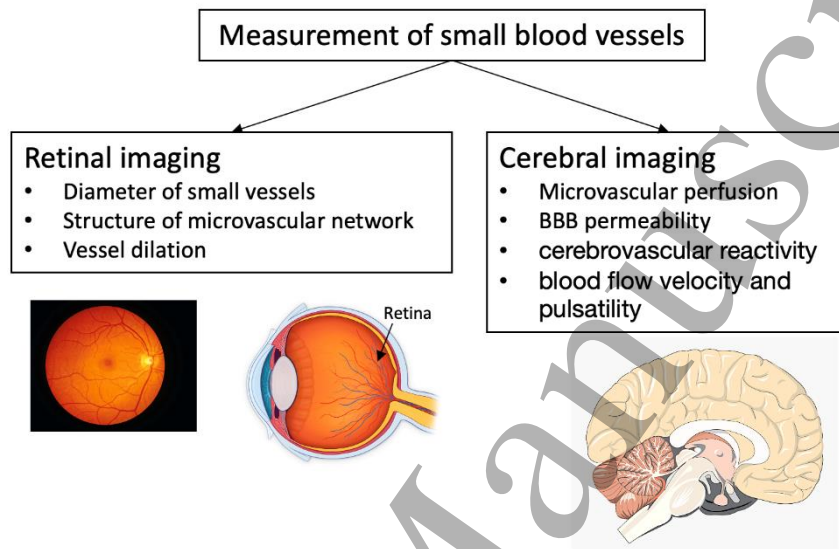 Measurement of small blood vessels
Retinal imaging
• Diameter of small vessels
• Structure of microvascular network
• Vessel dilation
Cerebral imaging
• Microvascular perfusion
• BBB permeability
• cerebrovascular reactivity
• blood flow velocity and
pulsatility
Retina
Manuscr